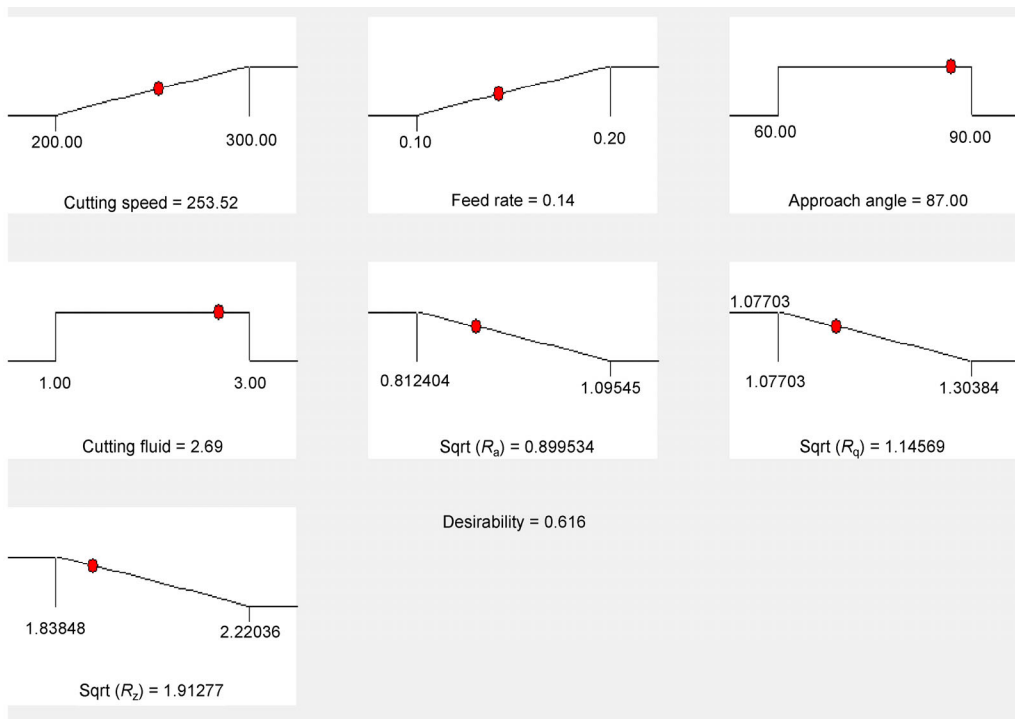 200.00
300.00
Cutting speed = 253.52
0.10
0.20
Feed rate = 0.14
60.00
90.00
Approach angle = 87.00
1.00
3.00
Cutting fluid = 2.69
0.812404
1.09545
Sqrt (Ra) = 0.899534
1.07703
1.07703
1.30384
Sqrt (Rq) = 1.14569
1.83848
2.22036
Sqrt (Rz) = 1.91277
Desirability = 0.616